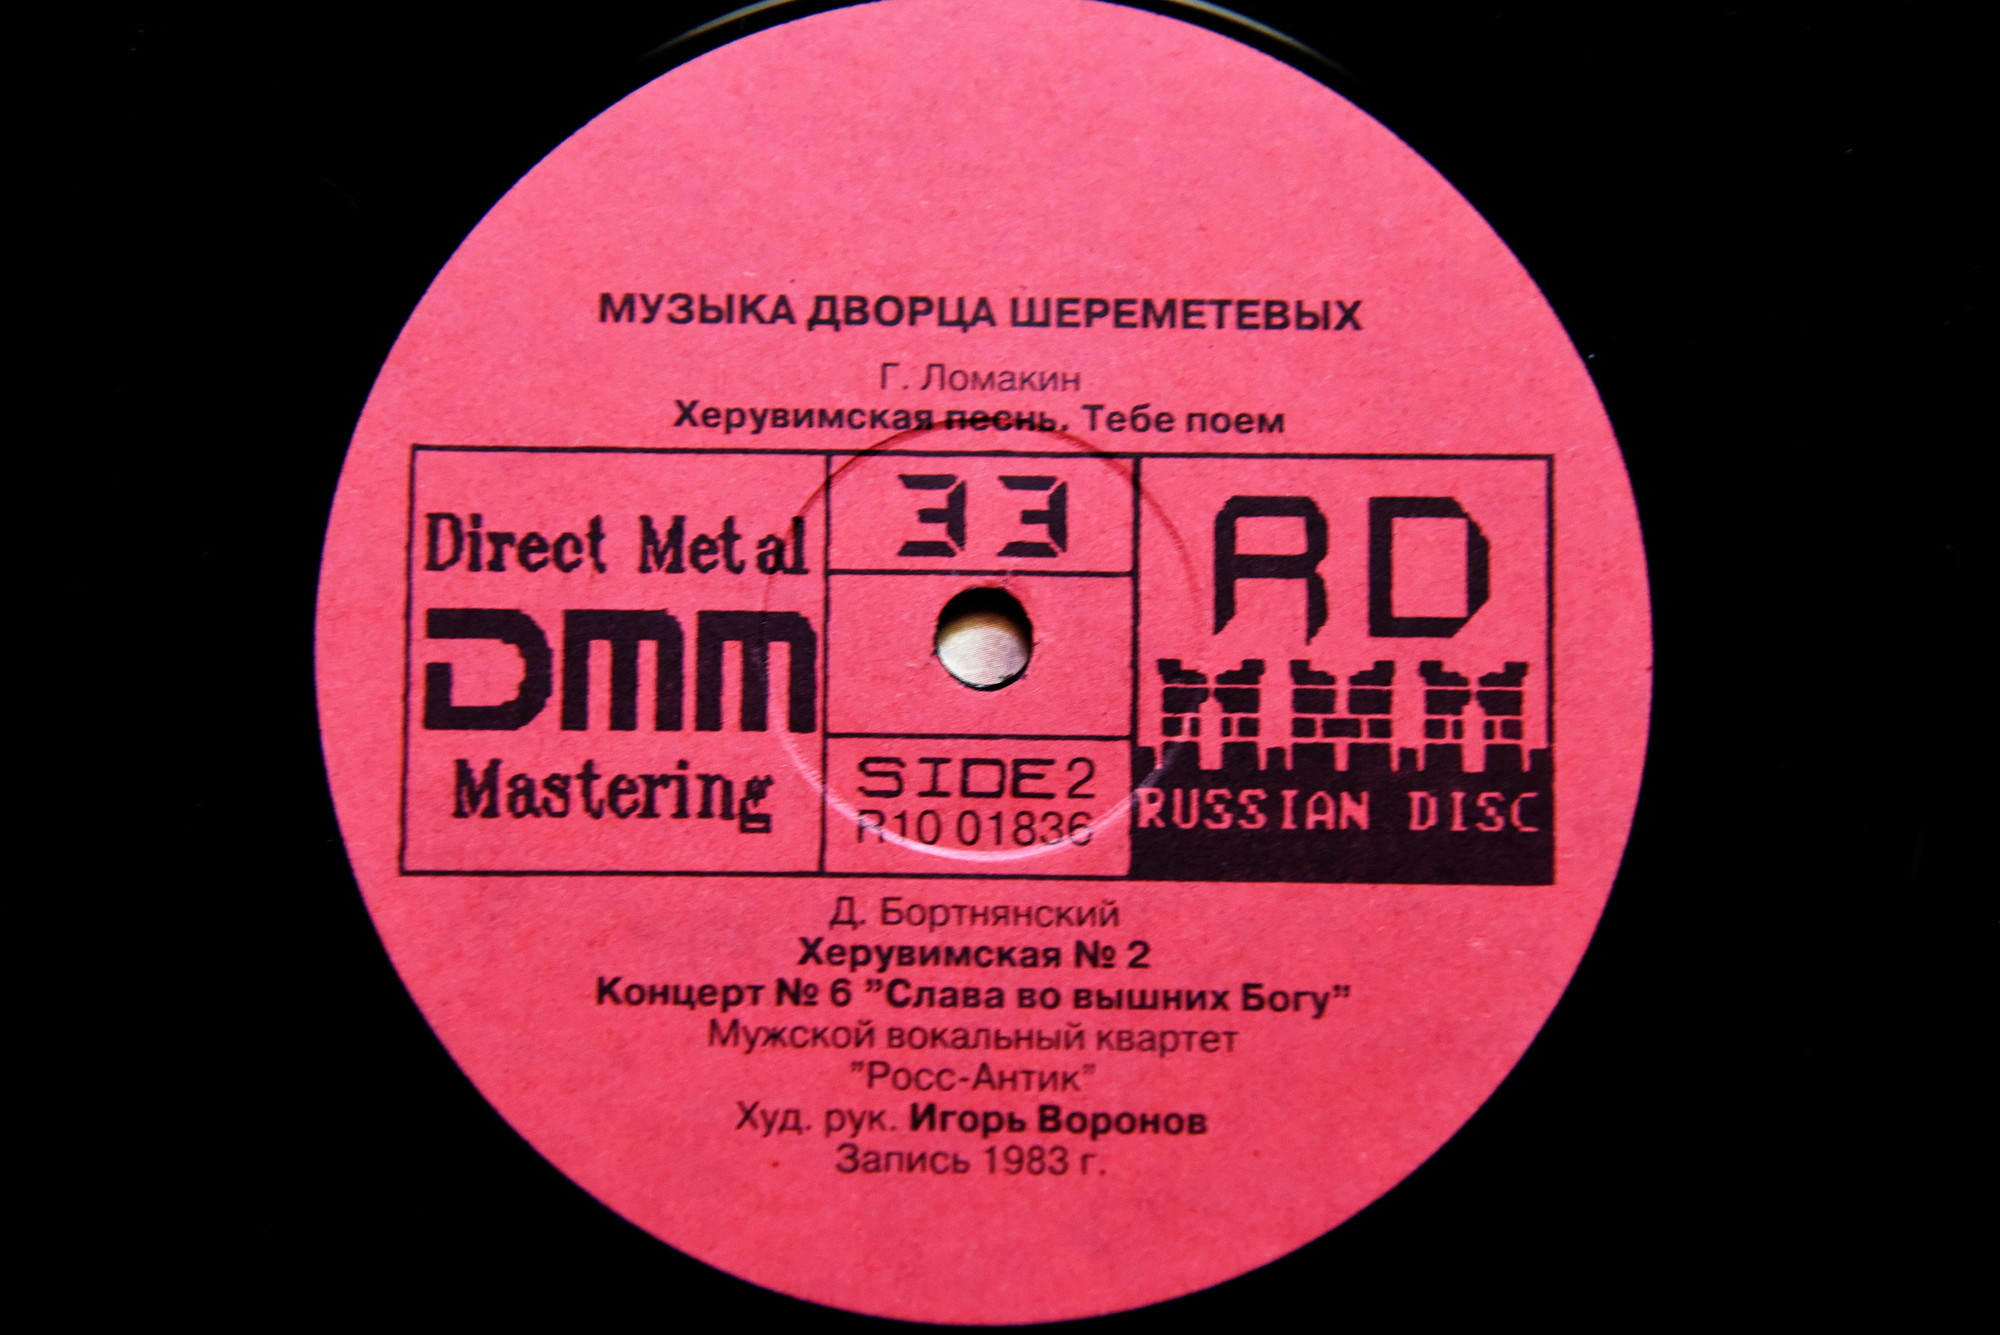 МУЗЫКА ДВОРЦА ШЕРЕМЕТЕВЫХ
Г. Ломакин
Херувимская песнь. Тебе поем
Direct Metal
DMM
Mastering
33
SIDE 2
R10 01836
RD
RUSSIAN DISC
Д. Бортнянский
Херувимская № 2
Концерт № 6 ”Слава во вышних Богу”
Мужской вокальный квартет
”Росс-Антик”
Худ. рук. Игорь Воронов
Запись 1983 г.